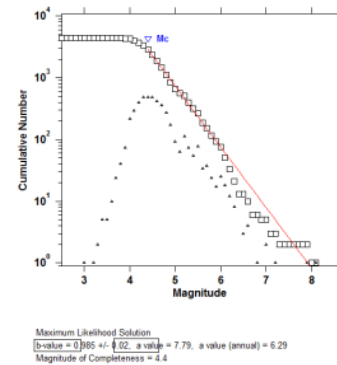 10⁴
10³
10²
10¹
10⁰
Cumulative Number
Mc
3 4 5 6 7 8
Magnitude
Maximum Likelihood Solution
b-value = 0.985 +/- 0.02, a value = 7.79, a value (annual) = 6.29
Magnitude of Completeness = 4.4